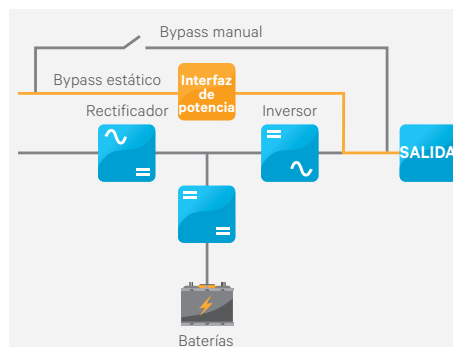 Bypass manual
Bypass estático
Interfaz
de
potencia
Rectificador
Inversor
SALIDA
Baterías